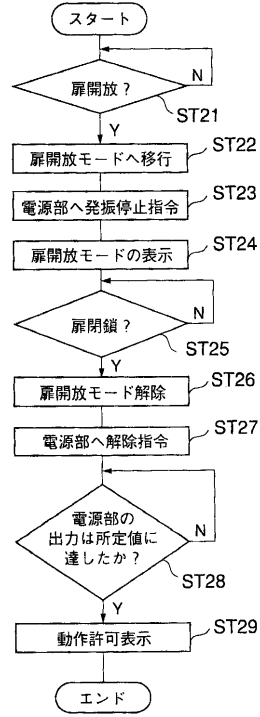 スタート
扉開放?
N
ST21
Y
扉開放モードへ移行
ST22
電源部へ発振停止指令
ST23
扉開放モードの表示
ST24
扉閉鎖?
N
ST25
Y
扉開放モード解除
ST26
電源部へ解除指令
ST27
電源部の
出力は所定値に
達したか?
N
ST28
Y
動作許可表示
ST29
エンド